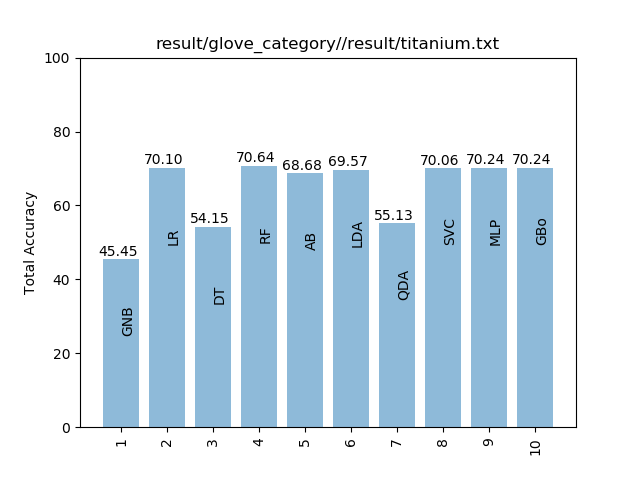 result/glove_category//result/titanium.txt
Total Accuracy
100
80
60
40
20
0
45.45
70.10
54.15
70.64
68.68
69.57
55.13
70.06
70.24
70.24
GNB
LR
DT
RF
AB
LDA
QDA
SVC
MLP
GBo
1
2
3
4
5
6
7
8
9
10